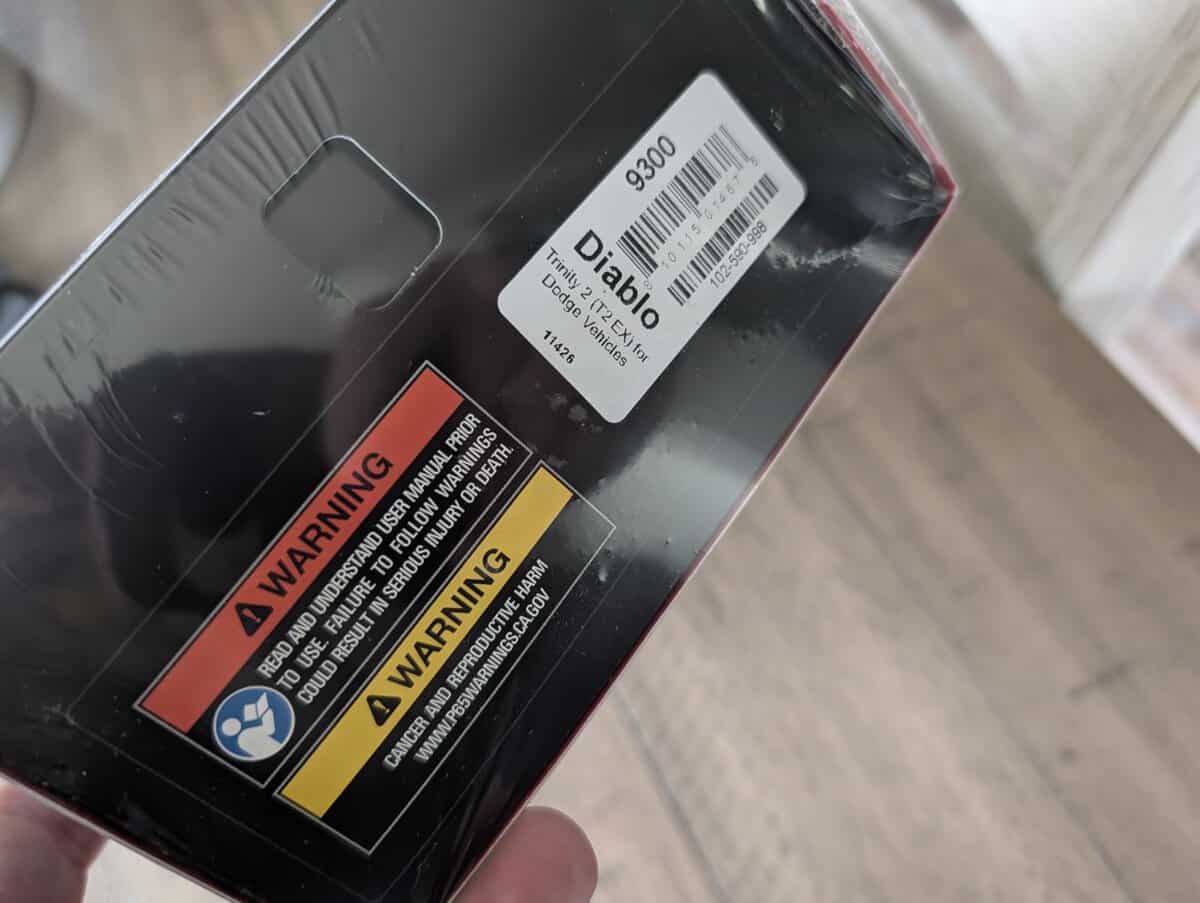 9300
102-590-998
Diablo
Trinity 2 (T2 EX) for
Dodge Vehicles
11426
WARNING
READ AND UNDERSTAND USER MANUAL PRIOR
TO USE. FAILURE TO FOLLOW WARNINGS
COULD RESULT IN SERIOUS INJURY OR DEATH.
WARNING
CANCER AND REPRODUCTIVE HARM
WWW.P65WARNINGS.CA.GOV